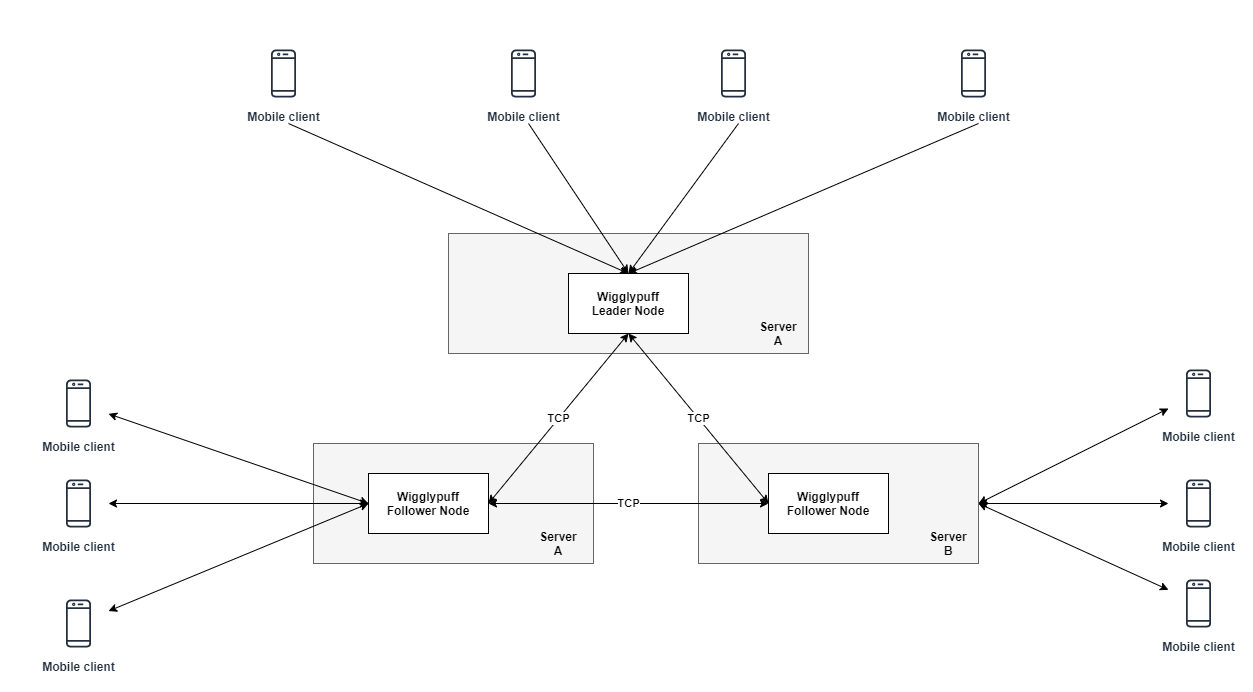 Mobile client
Mobile client
Mobile client
Mobile client
Wigglypuff
Leader Node
Server
A
TCP
TCP
Mobile client
Mobile client
Mobile client
Wigglypuff
Follower Node
Server
A
TCP
Wigglypuff
Follower Node
Server
B
Mobile client
Mobile client
Mobile client